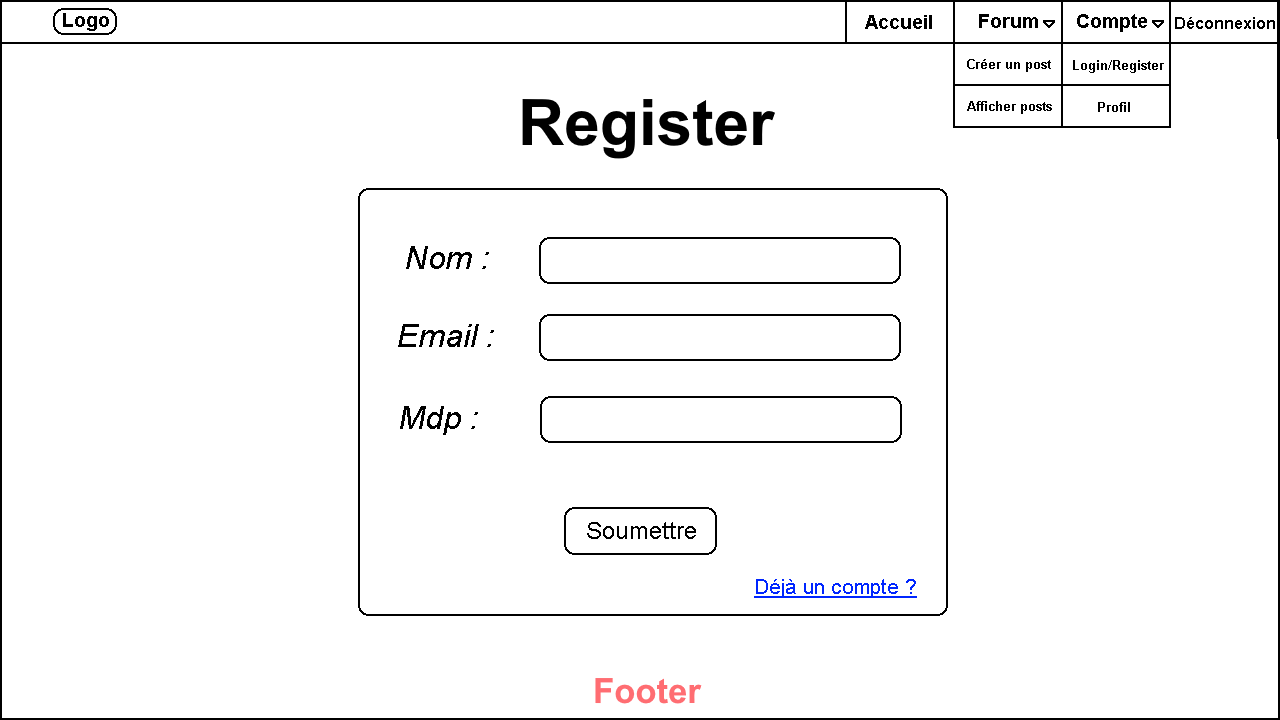 Logo
Accueil
Forum
Compte
Déconnexion
Créer un post
Login/Register
Afficher posts
Profil
Register
Nom :
Email :
Mdp :
Soumettre
Déjà un compte ?
Footer